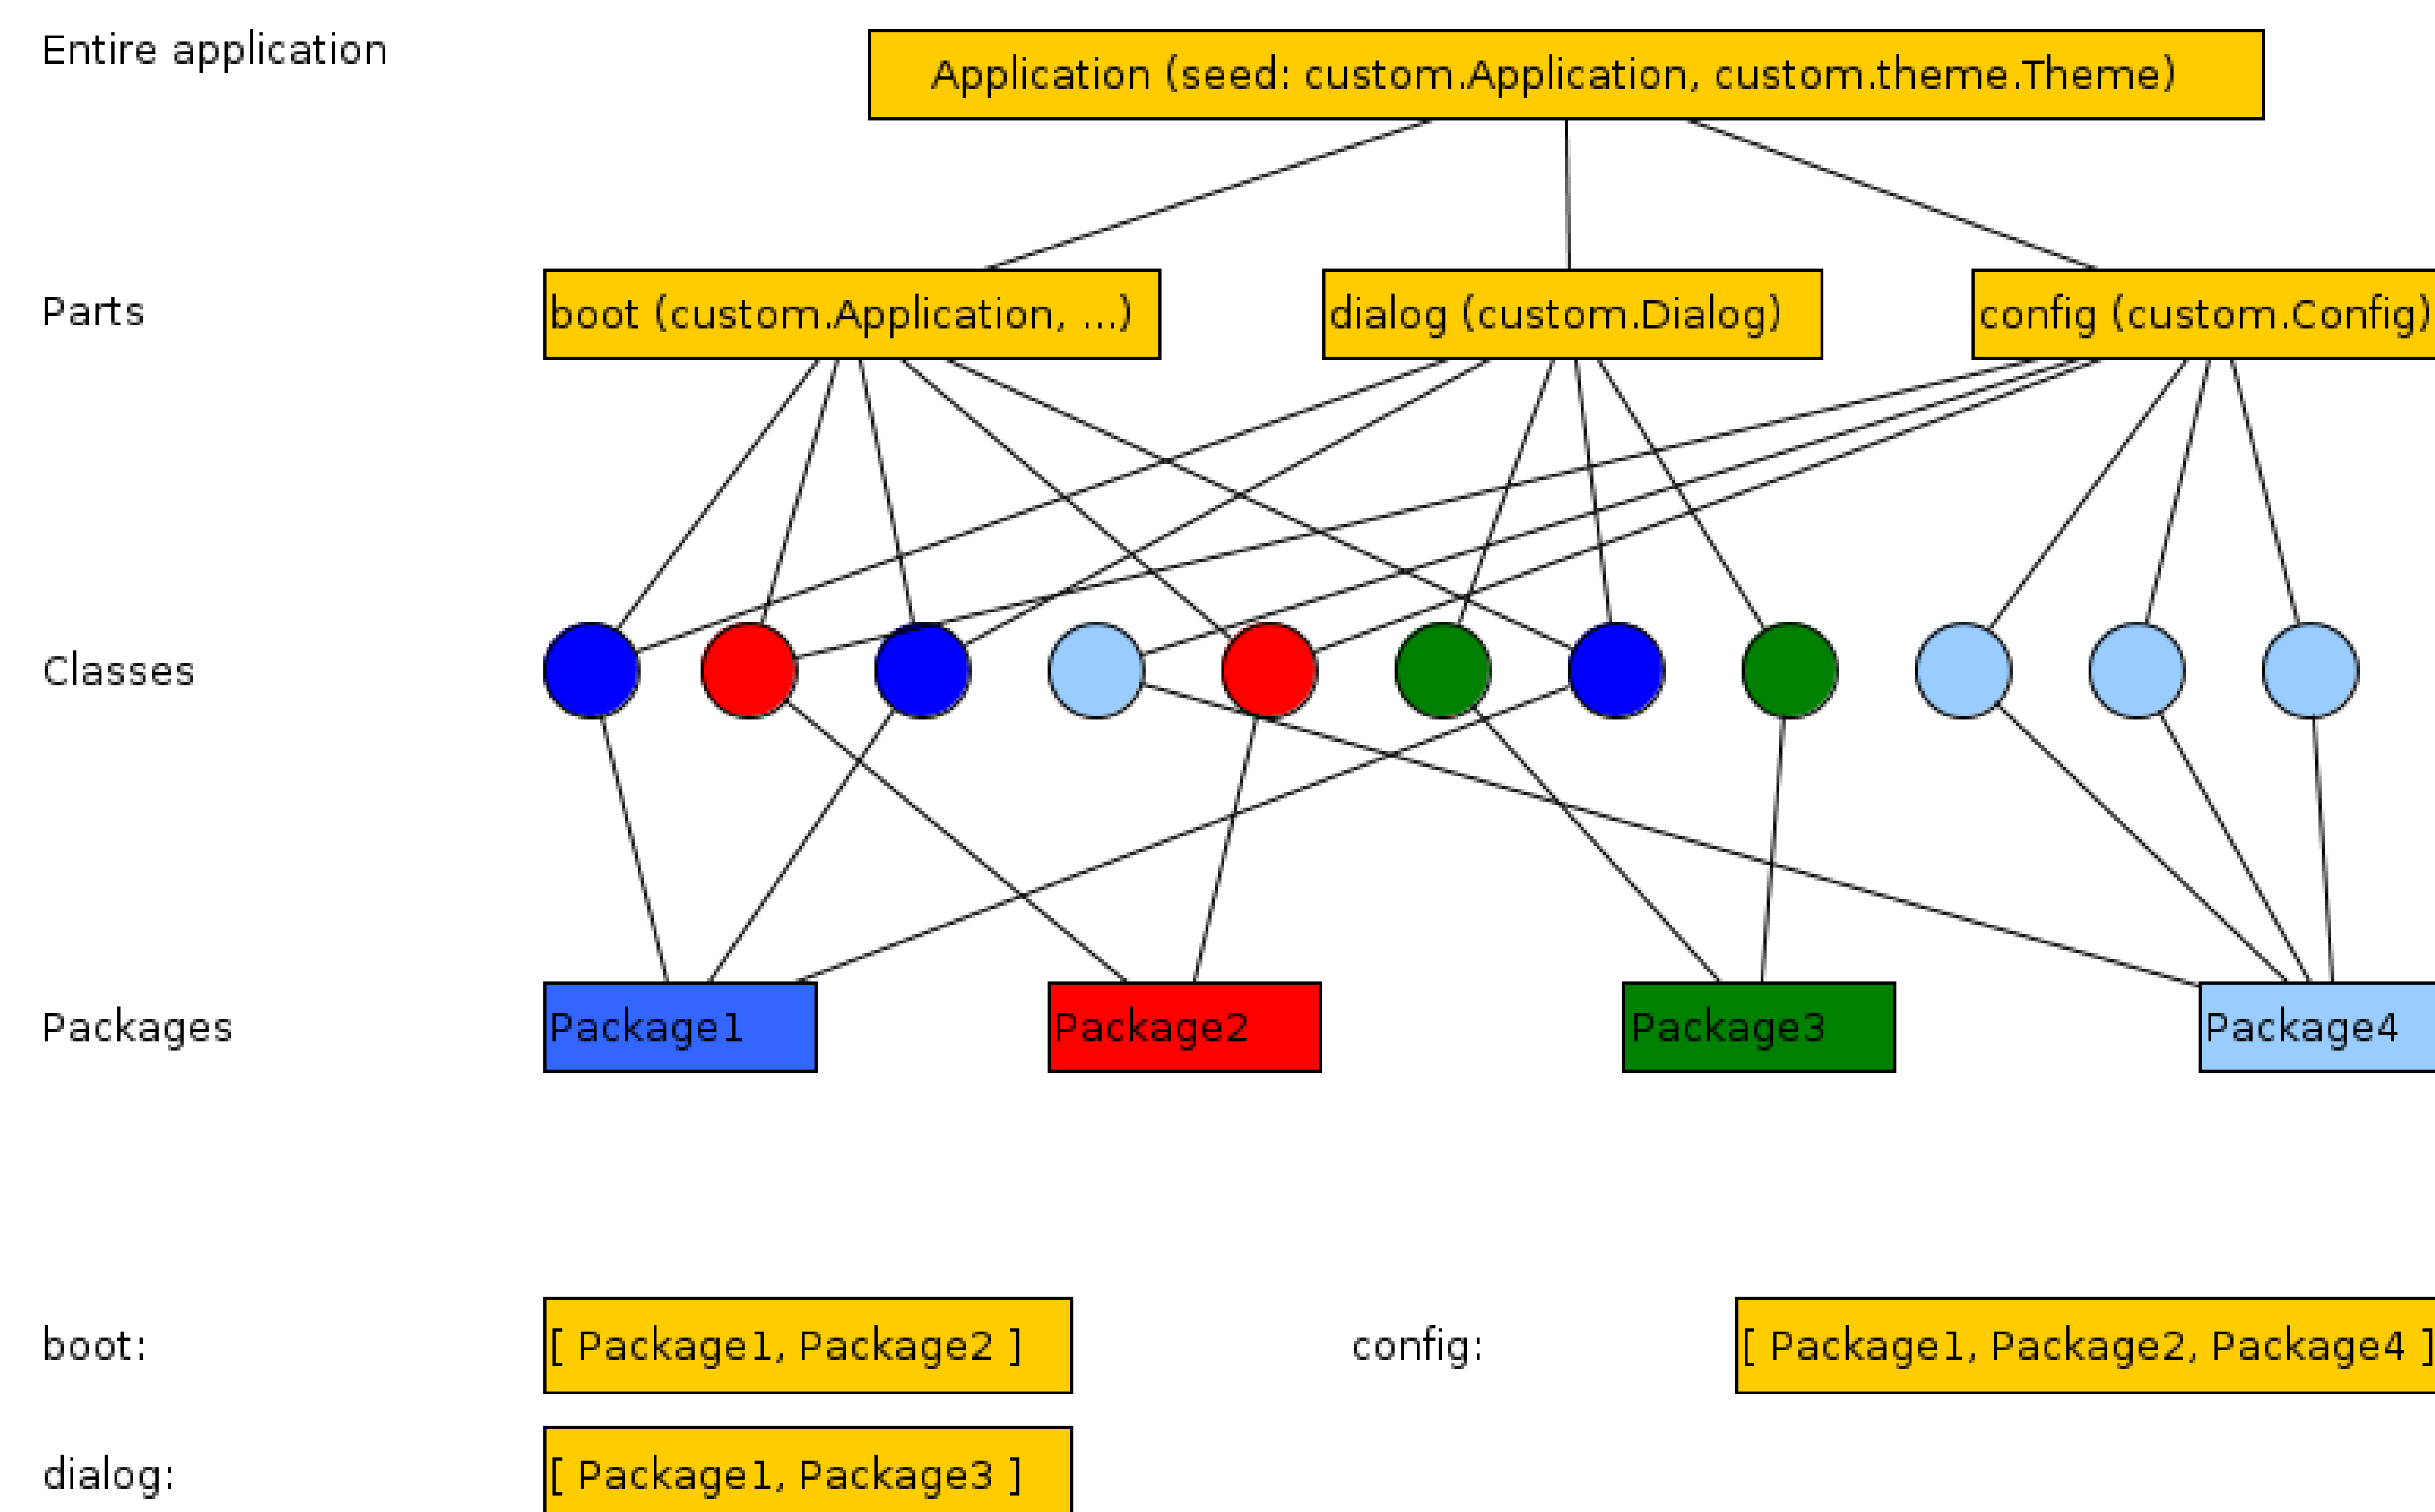 Entire application
Application (seed: custom.Application, custom.theme.Theme)
Parts
boot (custom.Application, ...)
dialog (custom.Dialog)
config (custom.Config)
Classes
Packages
Package1
Package2
Package3
Package4
boot:
[ Package1, Package2 ]
config:
[ Package1, Package2, Package4 ]
dialog:
[ Package1, Package3 ]